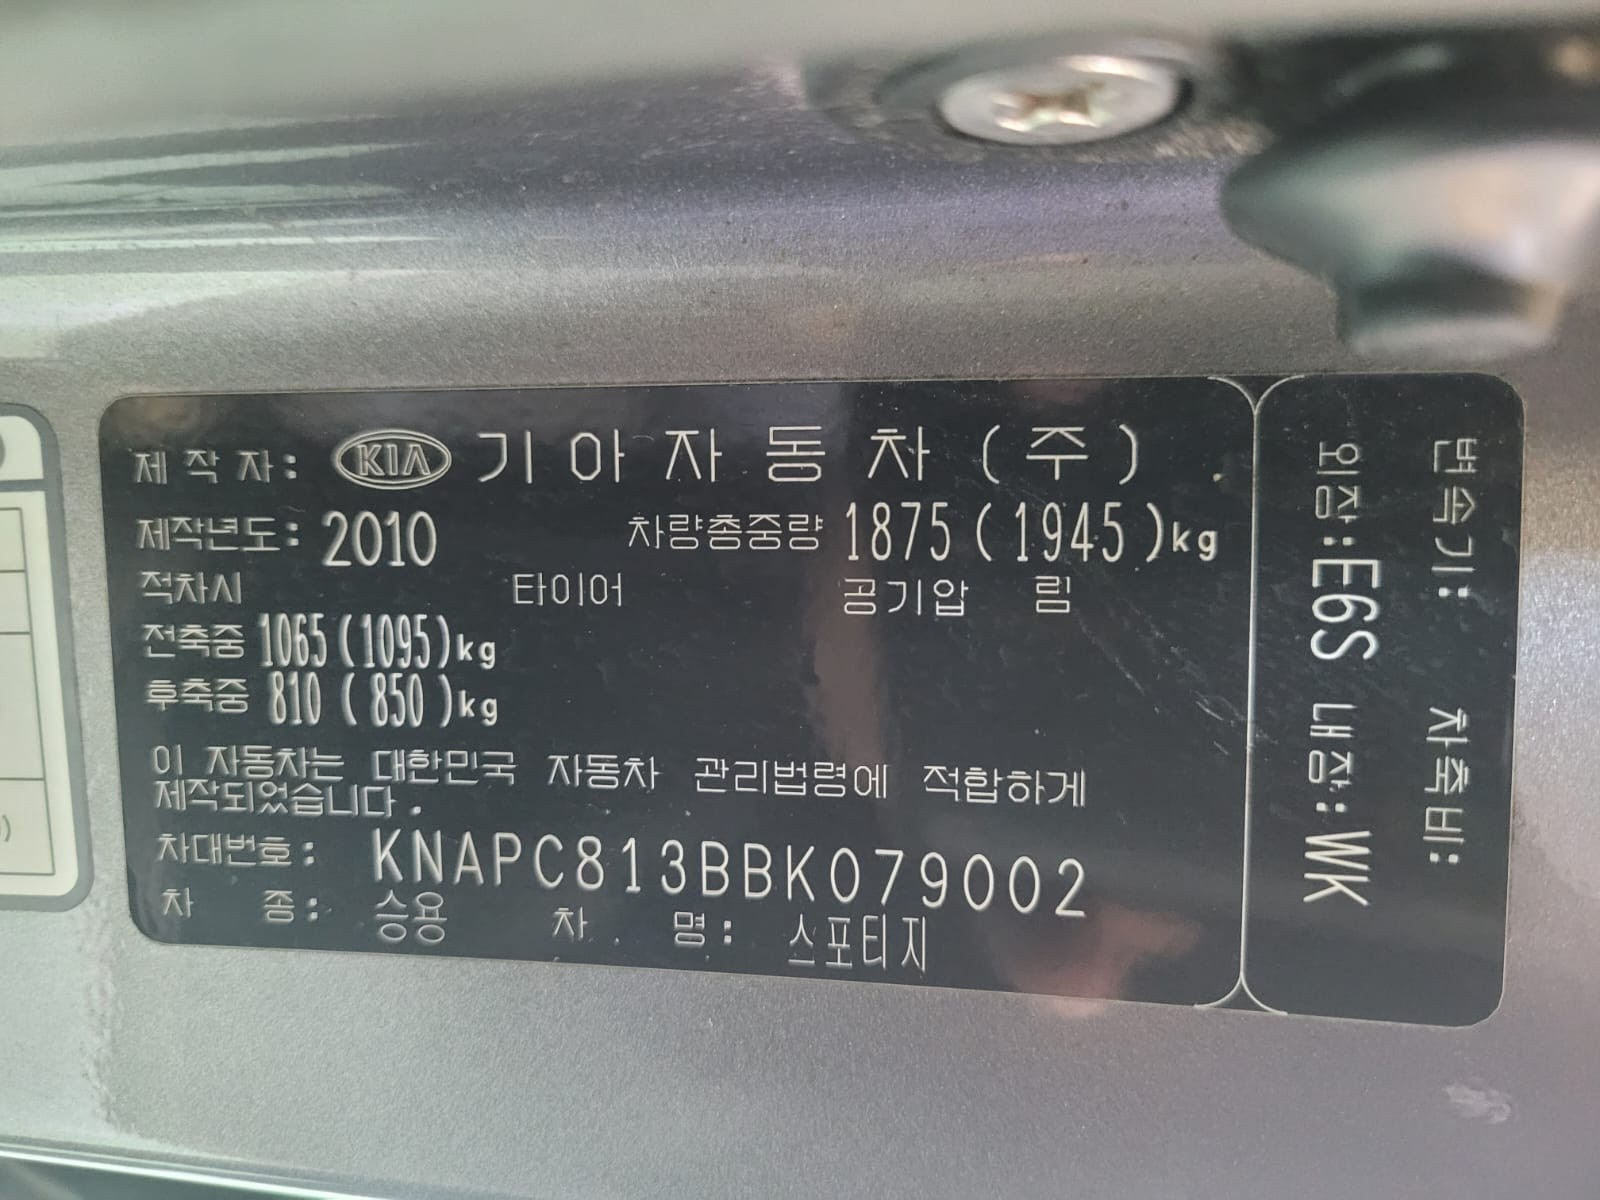 제 작 자: KIA 기 아 자 동 차 ( 주 )
제작년도: 2010 차량총중량 1875 ( 1945 ) kg
적차시 타이어 공기압 림
전축중 1065 (1095) kg
후축중 810 ( 850 ) kg
이 자동차는 대한민국 자동차 관리법령에 적합하게
제작되었습니다.
차대번호: KNAPC813BBK079002
차 종: 승용 차 명: 스포티지
변속기: 차축비:
외장:E6S 내장:WK